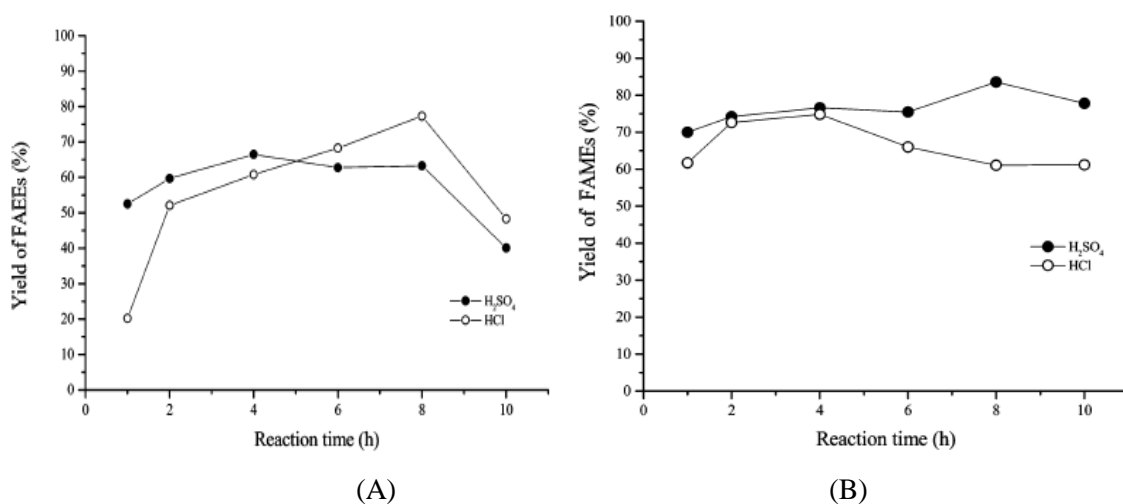 100
90
80
70
60
50
40
30
20
10
0
Yield of FAEEs (%)
H₂SO₄
HCl
0 2 4 6 8 10
Reaction time (h)
(A)
100
90
80
70
60
50
40
30
20
10
0
Yield of FAMEs (%)
H₂SO₄
HCl
0 2 4 6 8 10
Reaction time (h)
(B)